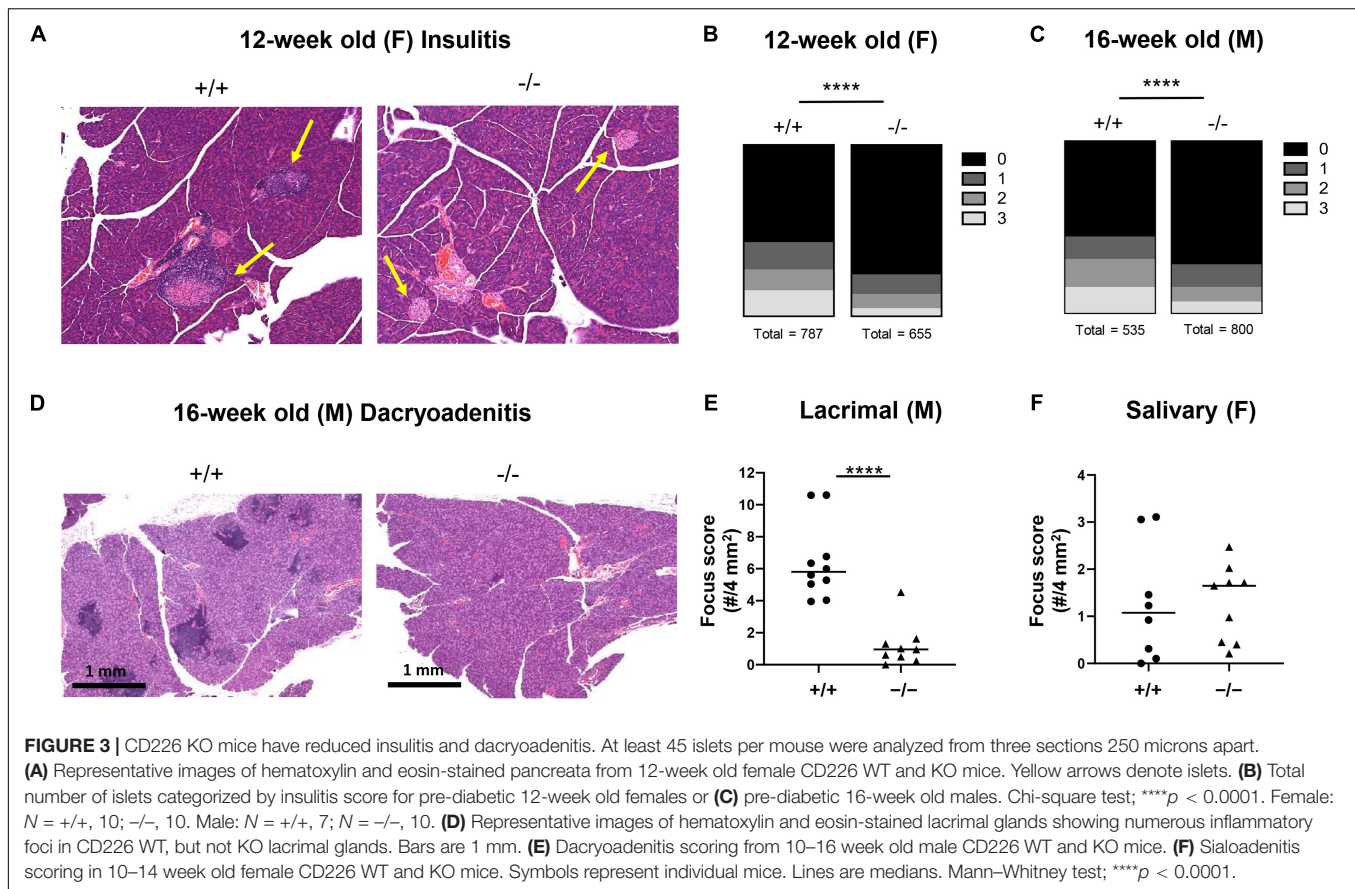 A
12-week old (F) Insulitis
+/+
-/-
B
12-week old (F)
****
+/+
-/-
0
1
2
3
Total = 787
Total = 655
C
16-week old (M)
****
+/+
-/-
0
1
2
3
Total = 535
Total = 800
D
16-week old (M) Dacryoadenitis
+/+
-/-
1 mm
1 mm
E
Lacrimal (M)
****
Focus score
(#/4 mm²)
12
10
8
6
4
2
0
+/+
−/−
F
Salivary (F)
Focus score
(#/4 mm²)
4
3
2
1
0
+/+
−/−
FIGURE 3 | CD226 KO mice have reduced insulitis and dacryoadenitis. At least 45 islets per mouse were analyzed from three sections 250 microns apart.
(A) Representative images of hematoxylin and eosin-stained pancreata from 12-week old female CD226 WT and KO mice. Yellow arrows denote islets. (B) Total
number of islets categorized by insulitis score for pre-diabetic 12-week old females or (C) pre-diabetic 16-week old males. Chi-square test; ****p < 0.0001. Female:
N = +/+, 10; −/−, 10. Male: N = +/+, 7; N = −/−, 10. (D) Representative images of hematoxylin and eosin-stained lacrimal glands showing numerous inflammatory
foci in CD226 WT, but not KO lacrimal glands. Bars are 1 mm. (E) Dacryoadenitis scoring from 10–16 week old male CD226 WT and KO mice. (F) Sialoadenitis
scoring in 10–14 week old female CD226 WT and KO mice. Symbols represent individual mice. Lines are medians. Mann–Whitney test; ****p < 0.0001.